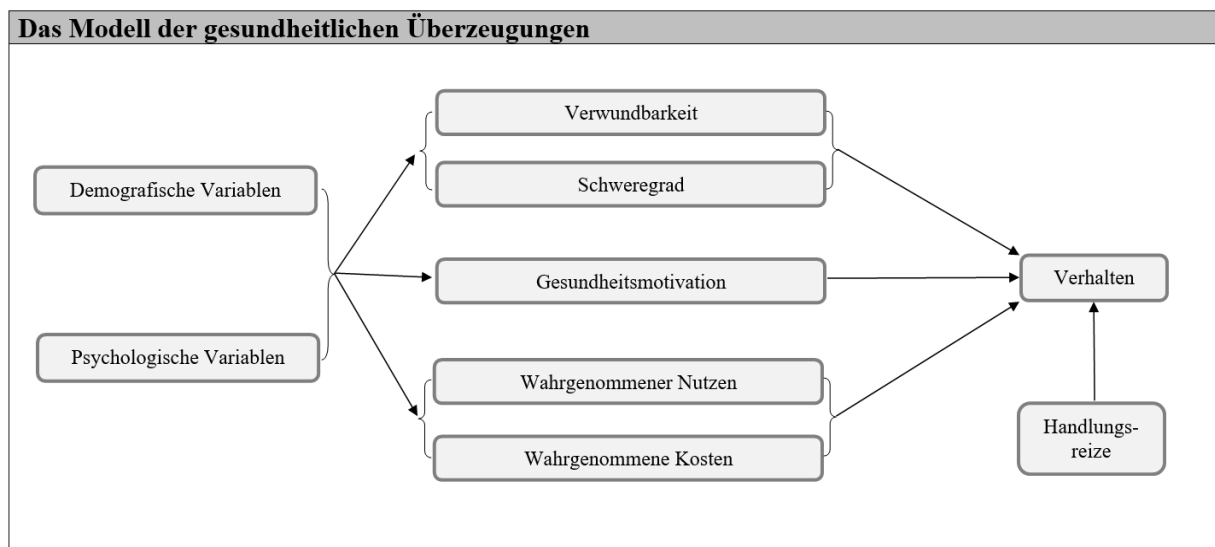 Das Modell der gesundheitlichen Überzeugungen
Verwundbarkeit
Demografische Variablen
Schweregrad
Gesundheitsmotivation
Verhalten
Psychologische Variablen
Wahrgenommener Nutzen
Wahrgenommene Kosten
Handlungs-
reize